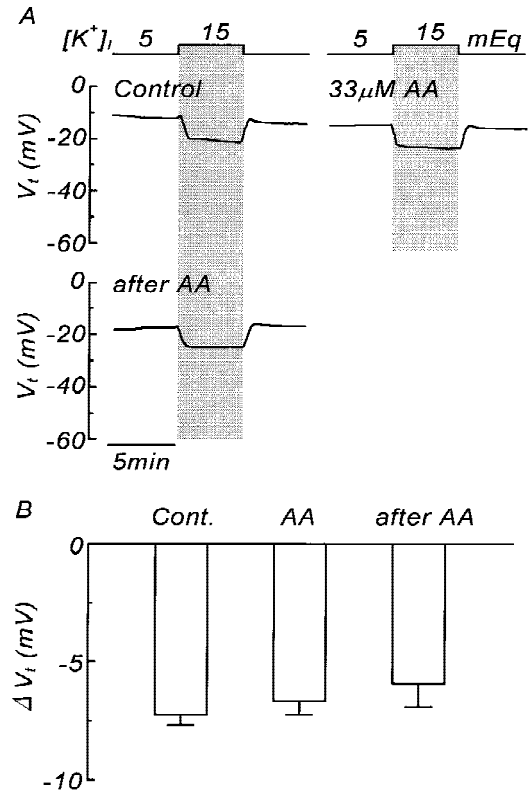 A
[K+]l 5 15 5 15 mEq
Control 33μM AA
0
-20
-40
-60
Vt (mV)
after AA
0
-20
-40
-60
Vt (mV)
5min
B
Cont. AA after AA
0
-5
-10
Δ Vt (mV)